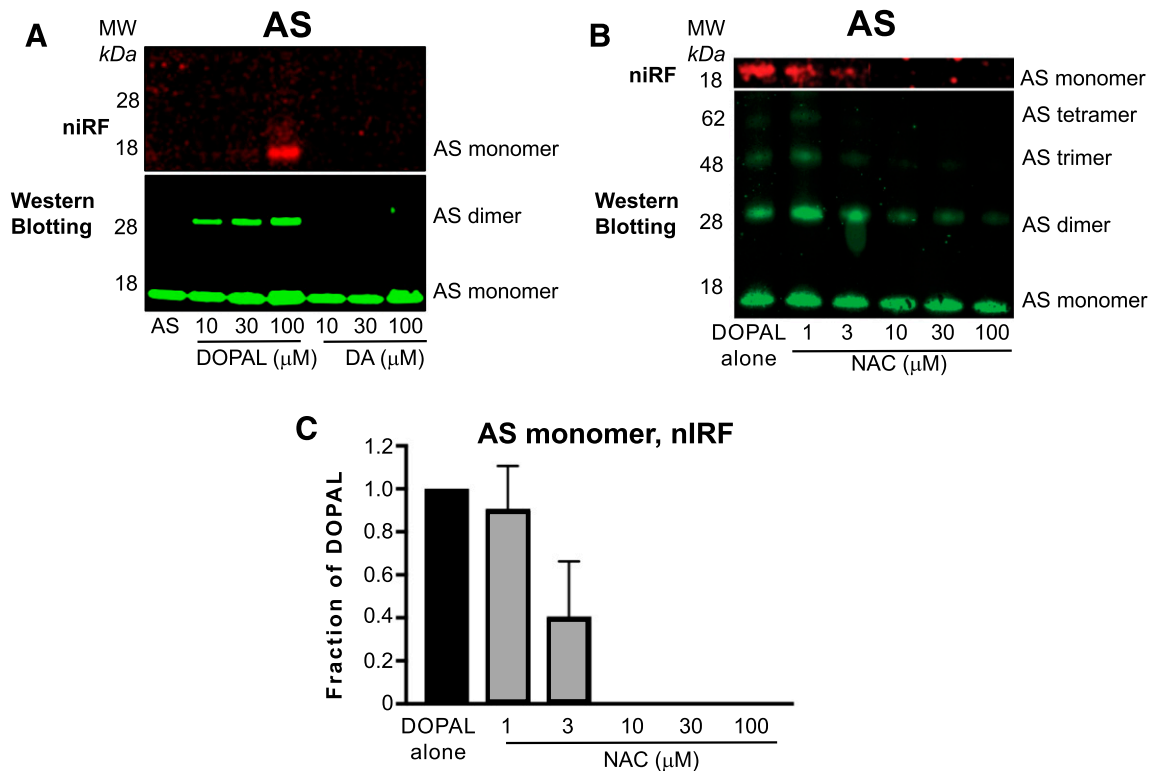 A
MW
kDa
AS
28
niRF
18
AS monomer
Western
Blotting
AS dimer
28
18
AS monomer
AS 10 30 100 10 30 100
DOPAL (μM) DA (μM)
B
MW
kDa
AS
niRF
18
AS monomer
62
AS tetramer
48
AS trimer
Western
Blotting
28
AS dimer
18
AS monomer
DOPAL
alone
1 3 10 30 100
NAC (μM)
C
AS monomer, nIRF
Fraction of DOPAL
1.2
1.0
0.8
0.6
0.4
0.2
0
DOPAL
alone
1 3 10 30 100
NAC (μM)